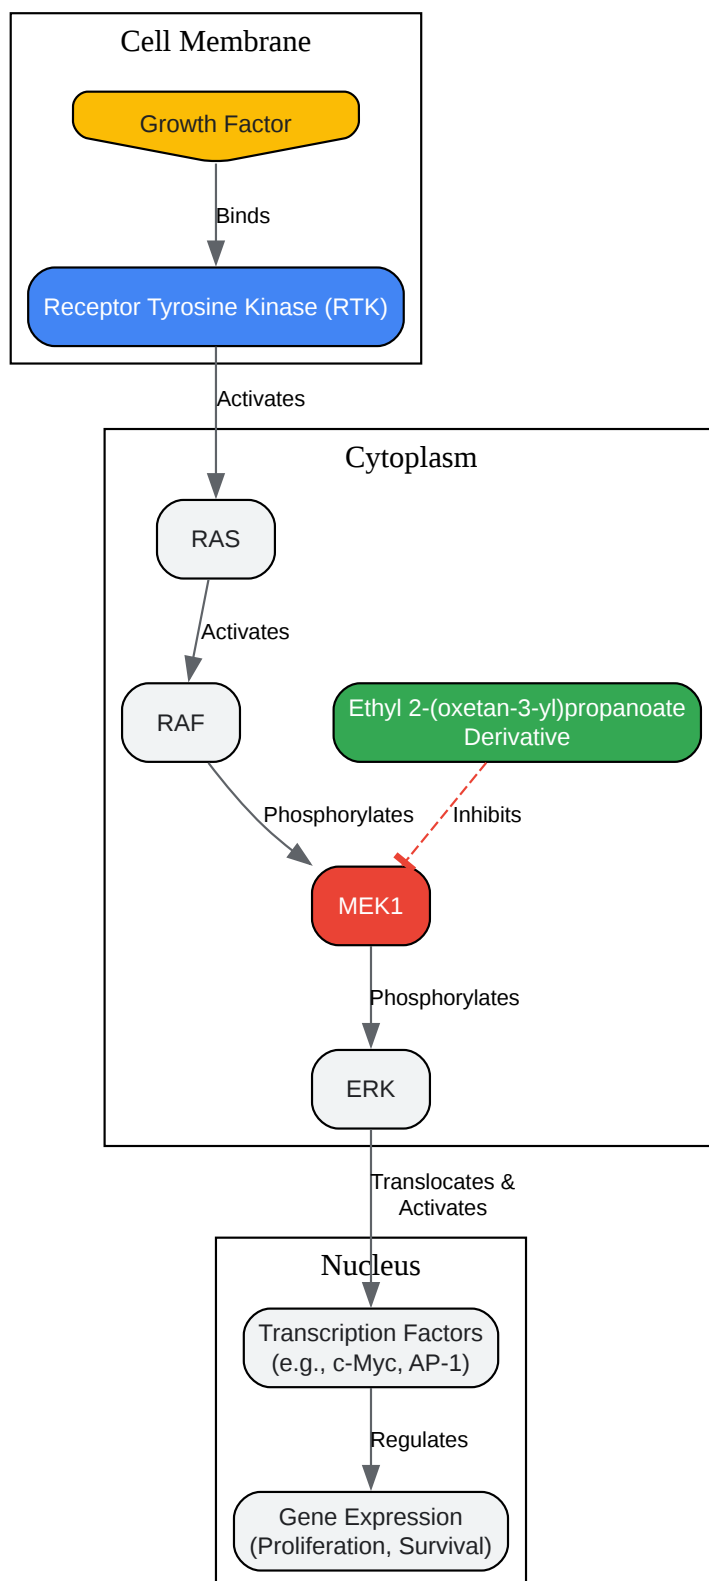 Cell Membrane
Growth Factor
Binds
Receptor Tyrosine Kinase (RTK)
Activates
Cytoplasm
RAS
Activates
RAF
Ethyl 2-(oxetan-3-yl)propanoate
Derivative
Phosphorylates
Inhibits
MEK1
Phosphorylates
ERK
Translocates &
Activates
Nucleus
Transcription Factors
(e.g., c-Myc, AP-1)
Regulates
Gene Expression
(Proliferation, Survival)